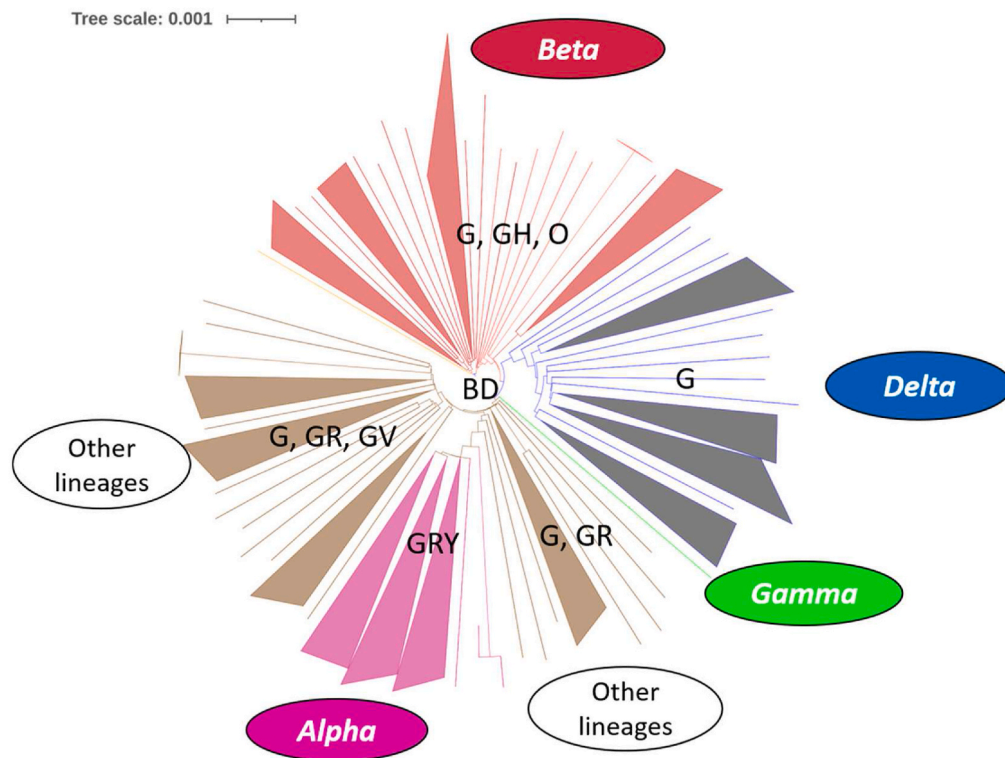 Tree scale: 0.001
Beta
G, GH, O
G
Delta
BD
Other
lineages
G, GR, GV
GRY
G, GR
Gamma
Other
lineages
Alpha